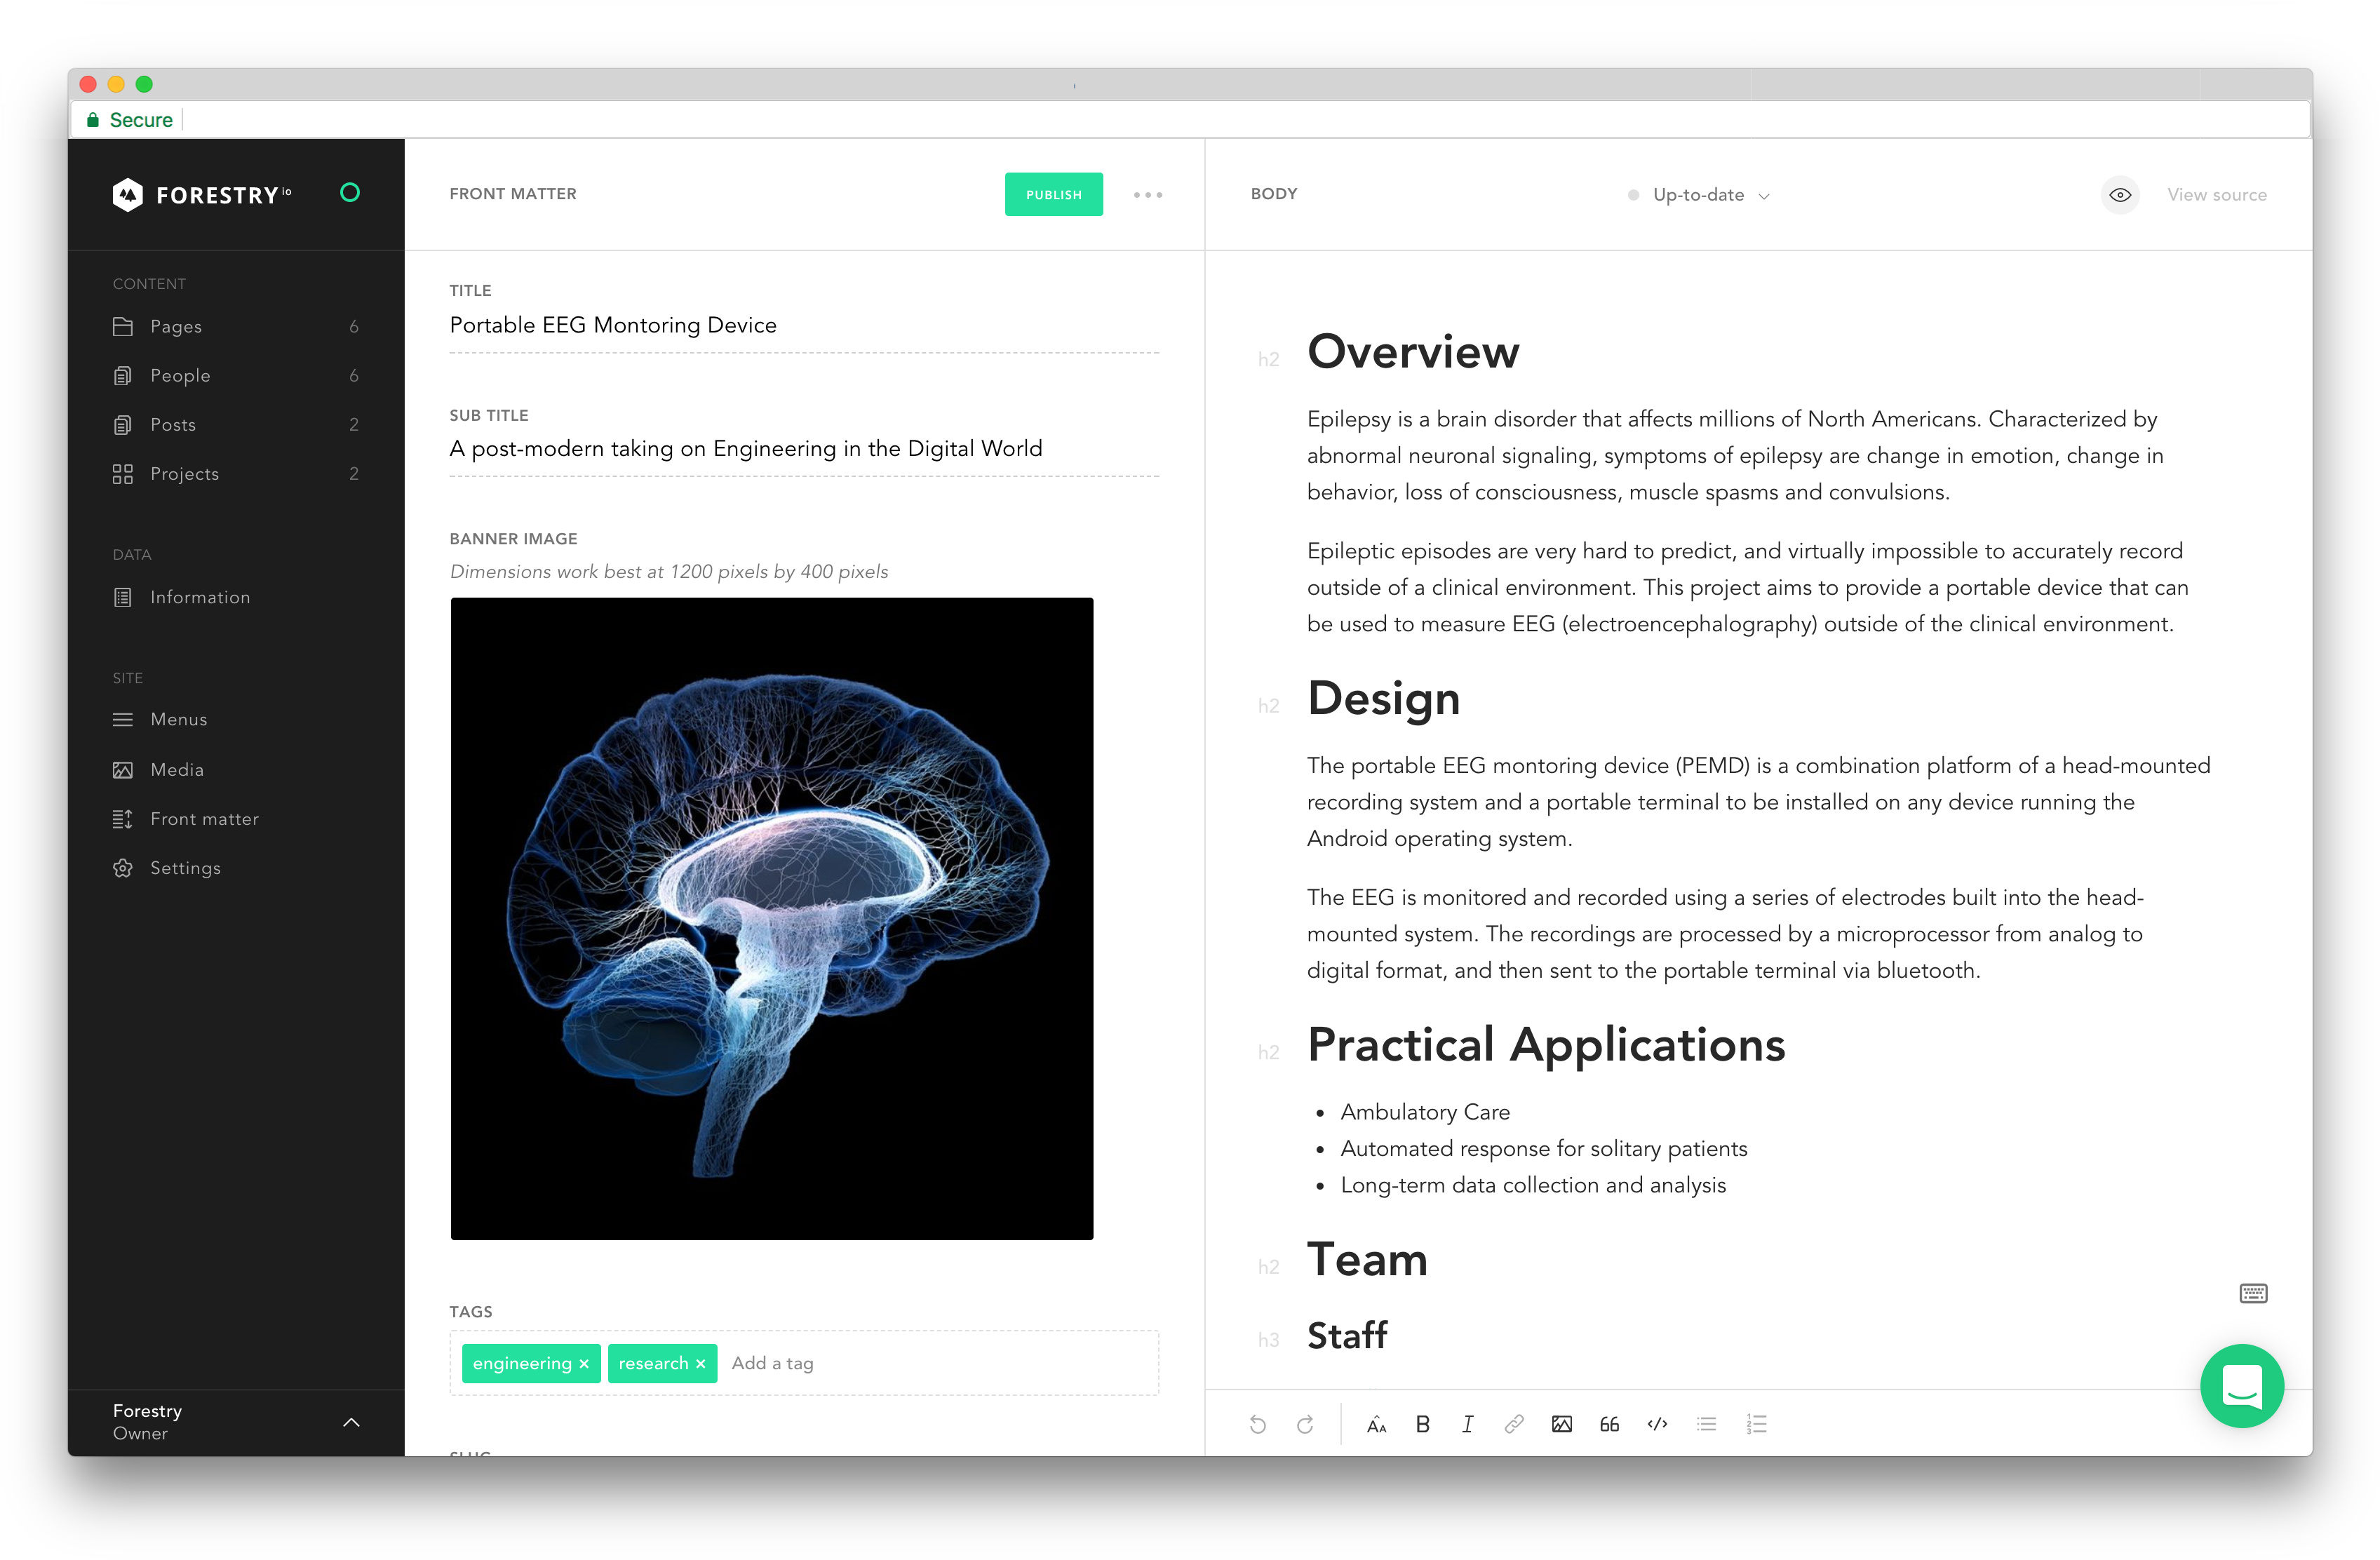 Secure
FORESTRY io
CONTENT
Pages 6
People 6
Posts 2
Projects 2
DATA
Information
SITE
Menus
Media
Front matter
Settings
Forestry
Owner
FRONT MATTER
PUBLISH
TITLE
Portable EEG Montoring Device
SUB TITLE
A post-modern taking on Engineering in the Digital World
BANNER IMAGE
Dimensions work best at 1200 pixels by 400 pixels
TAGS
engineering × research × Add a tag
SLUG
BODY
Up-to-date
View source
h2 Overview
Epilepsy is a brain disorder that affects millions of North Americans. Characterized by
abnormal neuronal signaling, symptoms of epilepsy are change in emotion, change in
behavior, loss of consciousness, muscle spasms and convulsions.
Epileptic episodes are very hard to predict, and virtually impossible to accurately record
outside of a clinical environment. This project aims to provide a portable device that can
be used to measure EEG (electroencephalography) outside of the clinical environment.
h2 Design
The portable EEG montoring device (PEMD) is a combination platform of a head-mounted
recording system and a portable terminal to be installed on any device running the
Android operating system.
The EEG is monitored and recorded using a series of electrodes built into the head-
mounted system. The recordings are processed by a microprocessor from analog to
digital format, and then sent to the portable terminal via bluetooth.
h2 Practical Applications
• Ambulatory Care
• Automated response for solitary patients
• Long-term data collection and analysis
h2 Team
h3 Staff